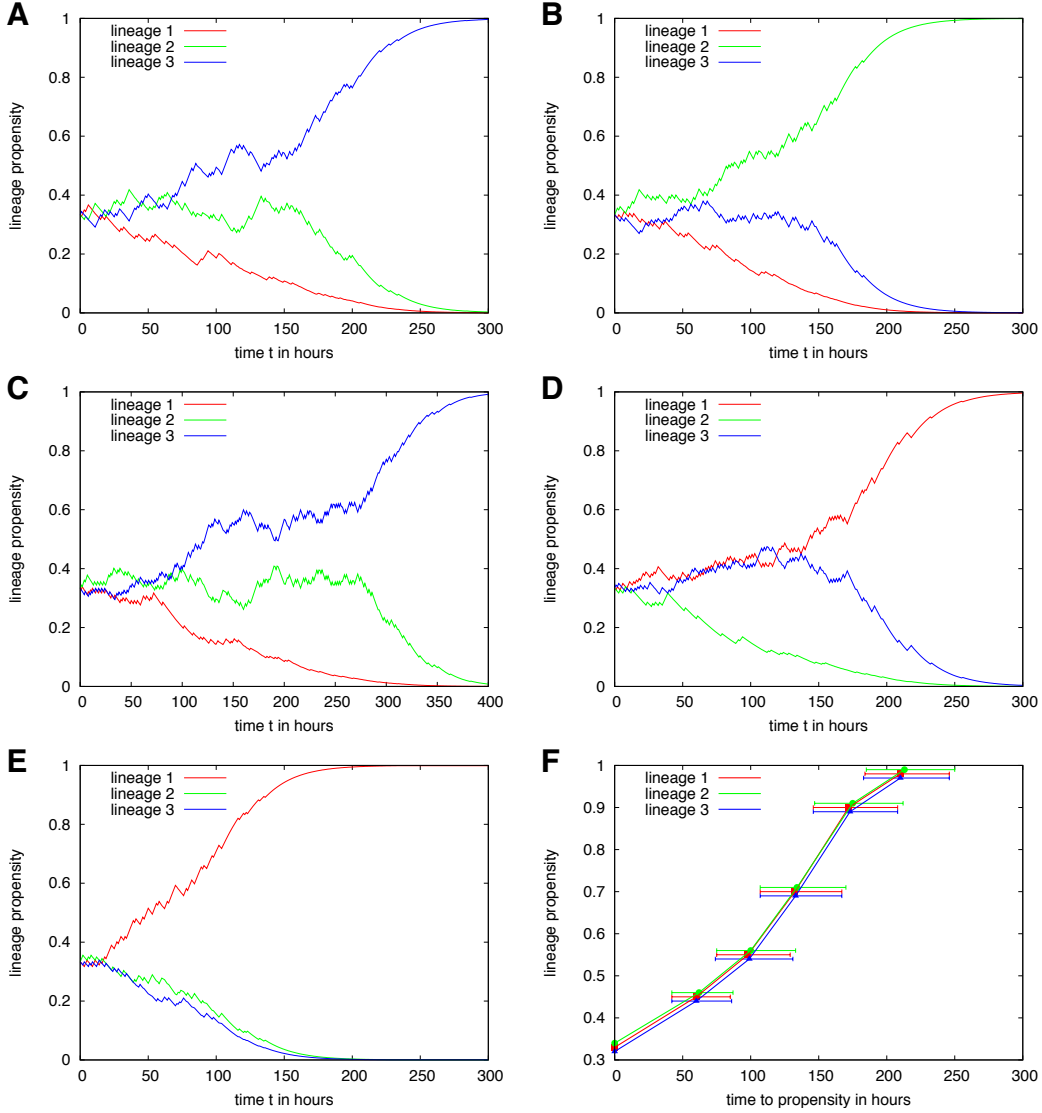 A
lineage propensity
1
0.8
0.6
0.4
0.2
0
lineage 1
lineage 2
lineage 3
0 50 100 150 200 250 300
time t in hours
B
lineage propensity
1
0.8
0.6
0.4
0.2
0
lineage 1
lineage 2
lineage 3
0 50 100 150 200 250 300
time t in hours
C
lineage propensity
1
0.8
0.6
0.4
0.2
0
lineage 1
lineage 2
lineage 3
0 50 100 150 200 250 300 350 400
time t in hours
D
lineage propensity
1
0.8
0.6
0.4
0.2
0
lineage 1
lineage 2
lineage 3
0 50 100 150 200 250 300
time t in hours
E
lineage propensity
1
0.8
0.6
0.4
0.2
0
lineage 1
lineage 2
lineage 3
0 50 100 150 200 250 300
time t in hours
F
lineage propensity
1
0.9
0.8
0.7
0.6
0.5
0.4
0.3
lineage 1
lineage 2
lineage 3
0 50 100 150 200 250 300
time to propensity in hours